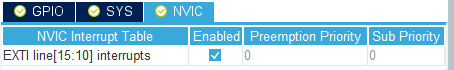 GPIO SYS NVIC
NVIC Interrupt Table Enabled Preemption Priority Sub Priority
EXTI line[15:10] interrupts 0 0